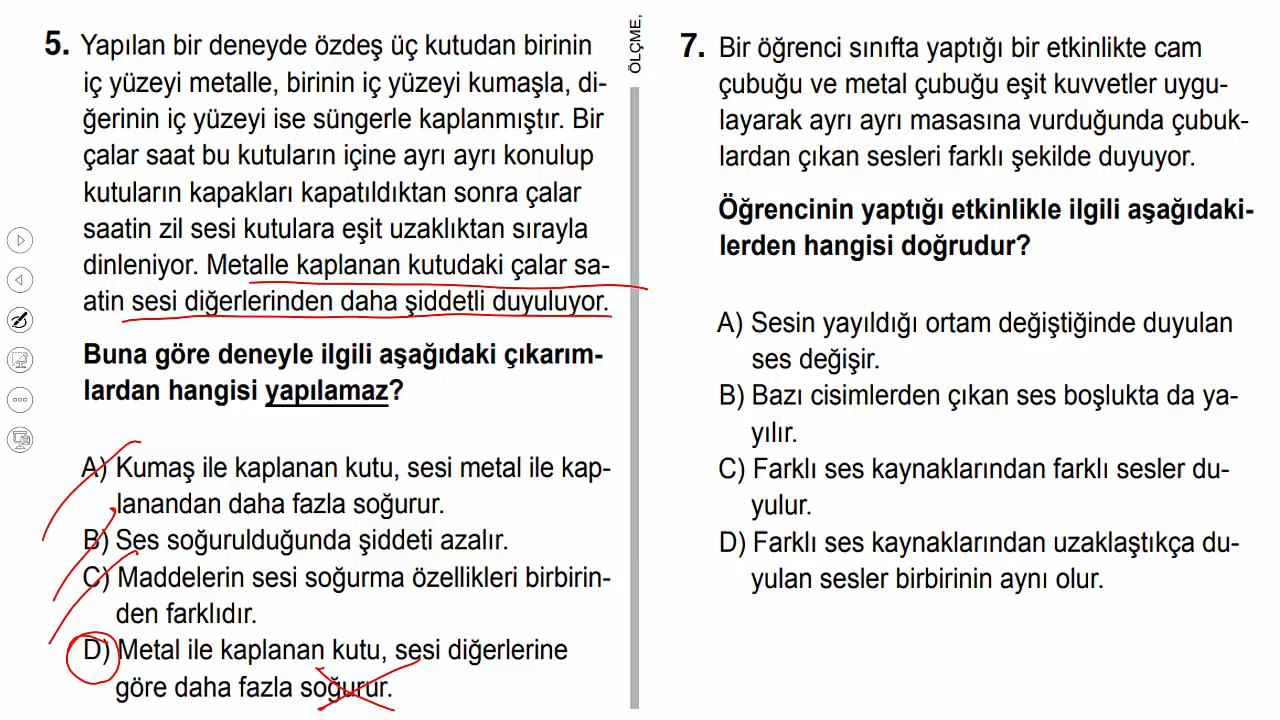 5. Yapılan bir deneyde özdeş üç kutudan birinin
iç yüzeyi metalle, birinin iç yüzeyi kumaşla, di-
ğerinin iç yüzeyi ise süngerle kaplanmıştır. Bir
çalar saat bu kutuların içine ayrı ayrı konulup
kutuların kapakları kapatıldıktan sonra çalar
saatin zil sesi kutulara eşit uzaklıktan sırayla
dinleniyor. Metalle kaplanan kutudaki çalar sa-
atin sesi diğerlerinden daha şiddetli duyuluyor.
Buna göre deneyle ilgili aşağıdaki çıkarım-
lardan hangisi yapılamaz?
A) Kumaş ile kaplanan kutu, sesi metal ile kap-
lanandan daha fazla soğurur.
B) Ses soğurulduğunda şiddeti azalır.
C) Maddelerin sesi soğurma özellikleri birbirin-
den farklıdır.
D) Metal ile kaplanan kutu, sesi diğerlerine
göre daha fazla soğurur.
ÖLÇME,
7. Bir öğrenci sınıfta yaptığı bir etkinlikte cam
çubuğu ve metal çubuğu eşit kuvvetler uygu-
layarak ayrı ayrı masasına vurduğunda çubuk-
lardan çıkan sesleri farklı şekilde duyuyor.
Öğrencinin yaptığı etkinlikle ilgili aşağıdaki-
lerden hangisi doğrudur?
A) Sesin yayıldığı ortam değiştiğinde duyulan
ses değişir.
B) Bazı cisimlerden çıkan ses boşlukta da ya-
yılır.
C) Farklı ses kaynaklarından farklı sesler du-
yulur.
D) Farklı ses kaynaklarından uzaklaştıkça du-
yulan sesler birbirinin aynı olur.